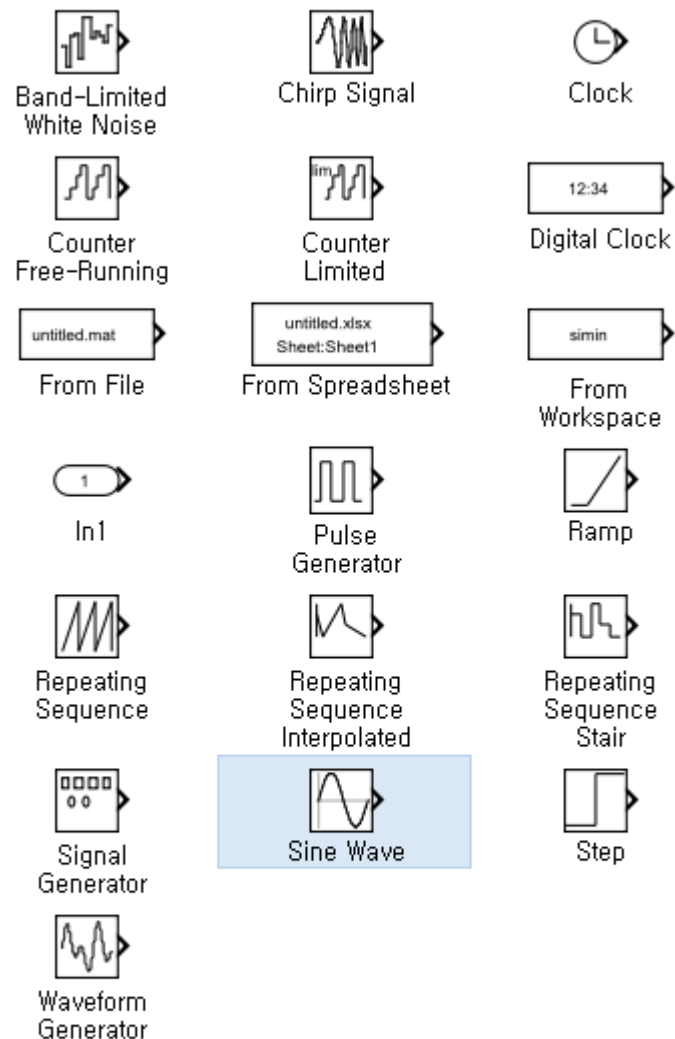 Band-Limited
White Noise
Chirp Signal
Clock
Counter
Free-Running
lim
Counter
Limited
12:34
Digital Clock
untitled.mat
From File
untitled.xlsx
Sheet:Sheet1
From Spreadsheet
simin
From
Workspace
1
In1
Pulse
Generator
Ramp
Repeating
Sequence
Repeating
Sequence
Interpolated
Repeating
Sequence
Stair
Signal
Generator
Sine Wave
Step
Waveform
Generator